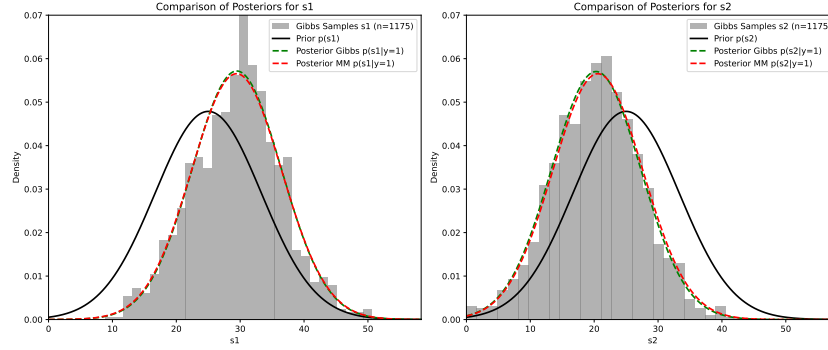 Comparison of Posteriors for s1
0.07
0.06
0.05
0.04
0.03
0.02
0.01
0.00
Density
0
10
20
30
40
50
s1
Gibbs Samples s1 (n=1175)
Prior p(s1)
Posterior Gibbs p(s1|y=1)
Posterior MM p(s1|y=1)
Comparison of Posteriors for s2
0.07
0.06
0.05
0.04
0.03
0.02
0.01
0.00
Density
0
10
20
30
40
50
s2
Gibbs Samples s2 (n=1175)
Prior p(s2)
Posterior Gibbs p(s2|y=1)
Posterior MM p(s2|y=1)